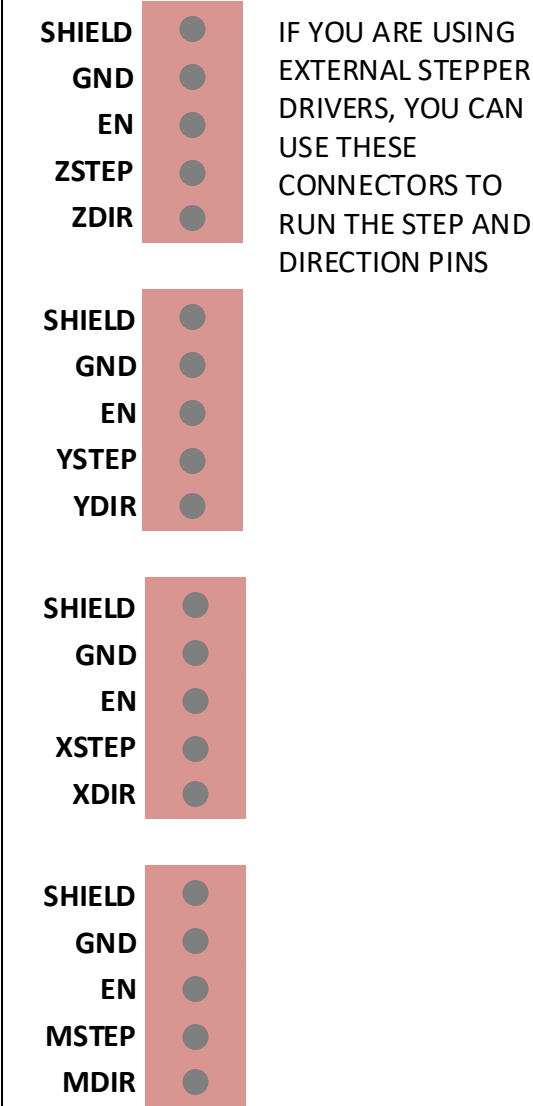 SHIELD
GND
EN
ZSTEP
ZDIR
IF YOU ARE USING
EXTERNAL STEPPER
DRIVERS, YOU CAN
USE THESE
CONNECTORS TO
RUN THE STEP AND
DIRECTION PINS
SHIELD
GND
EN
YSTEP
YDIR
SHIELD
GND
EN
XSTEP
XDIR
SHIELD
GND
EN
MSTEP
MDIR